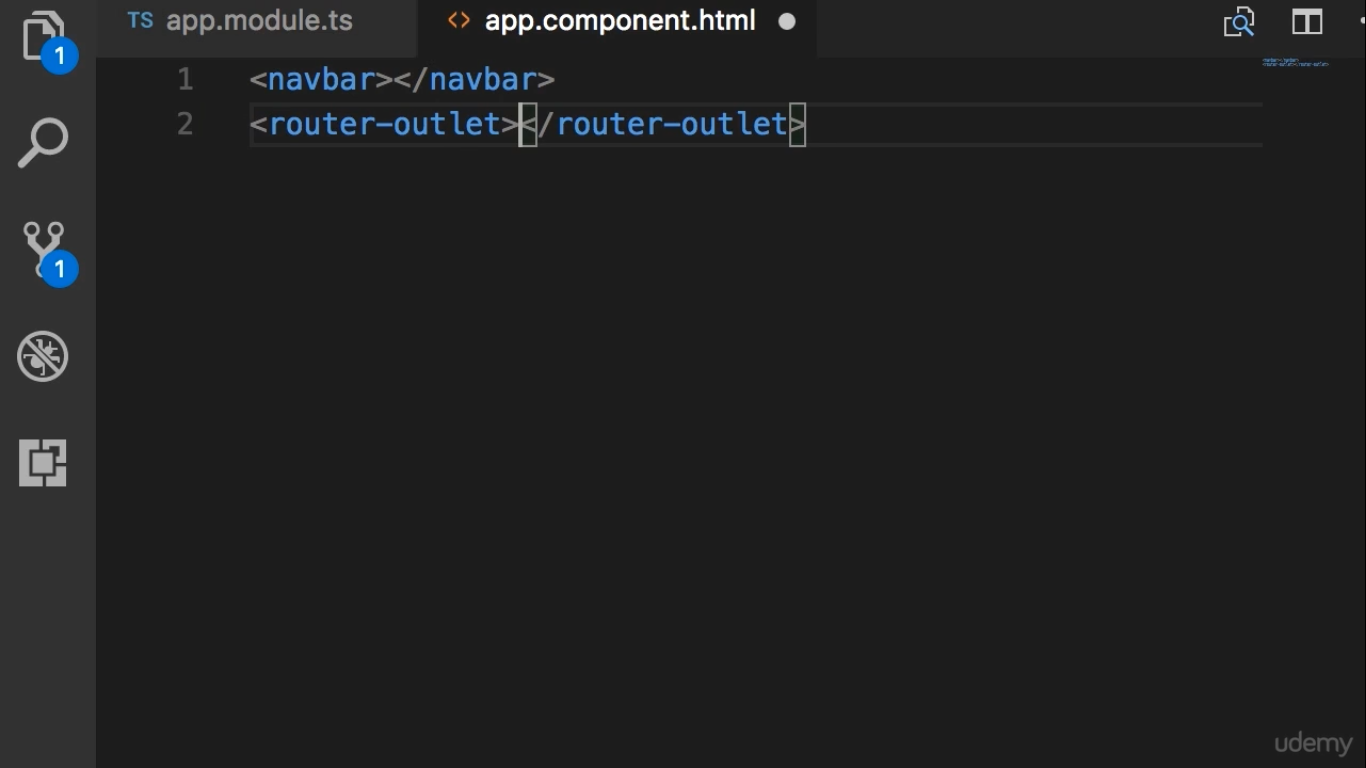 TS app.module.ts
<> app.component.html
1
1
1 <navbar></navbar>
2 <router-outlet></router-outlet>
udemy